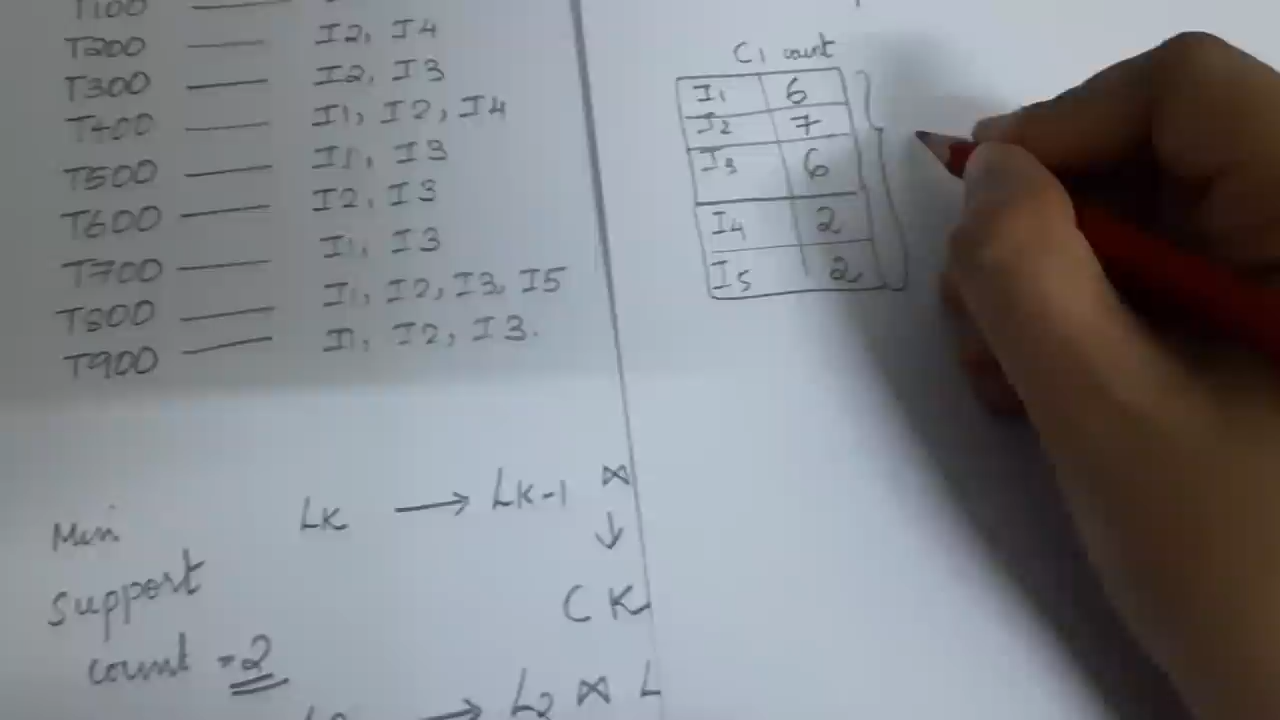 T100
T200 I2, I4
T300 I2, I3
T400 I1, I2, I4
T500 I1, I3
T600 I2, I3
T700 I1, I3
T800 I1, I2, I3, I5
T900 I1, I2, I3.
C1 count
I1 6
I2 7
I3 6
I4 2
I5 2
LK → LK-1 ⋈
↓
CK
Min
Support
count = 2
→ L2 ⋈ L